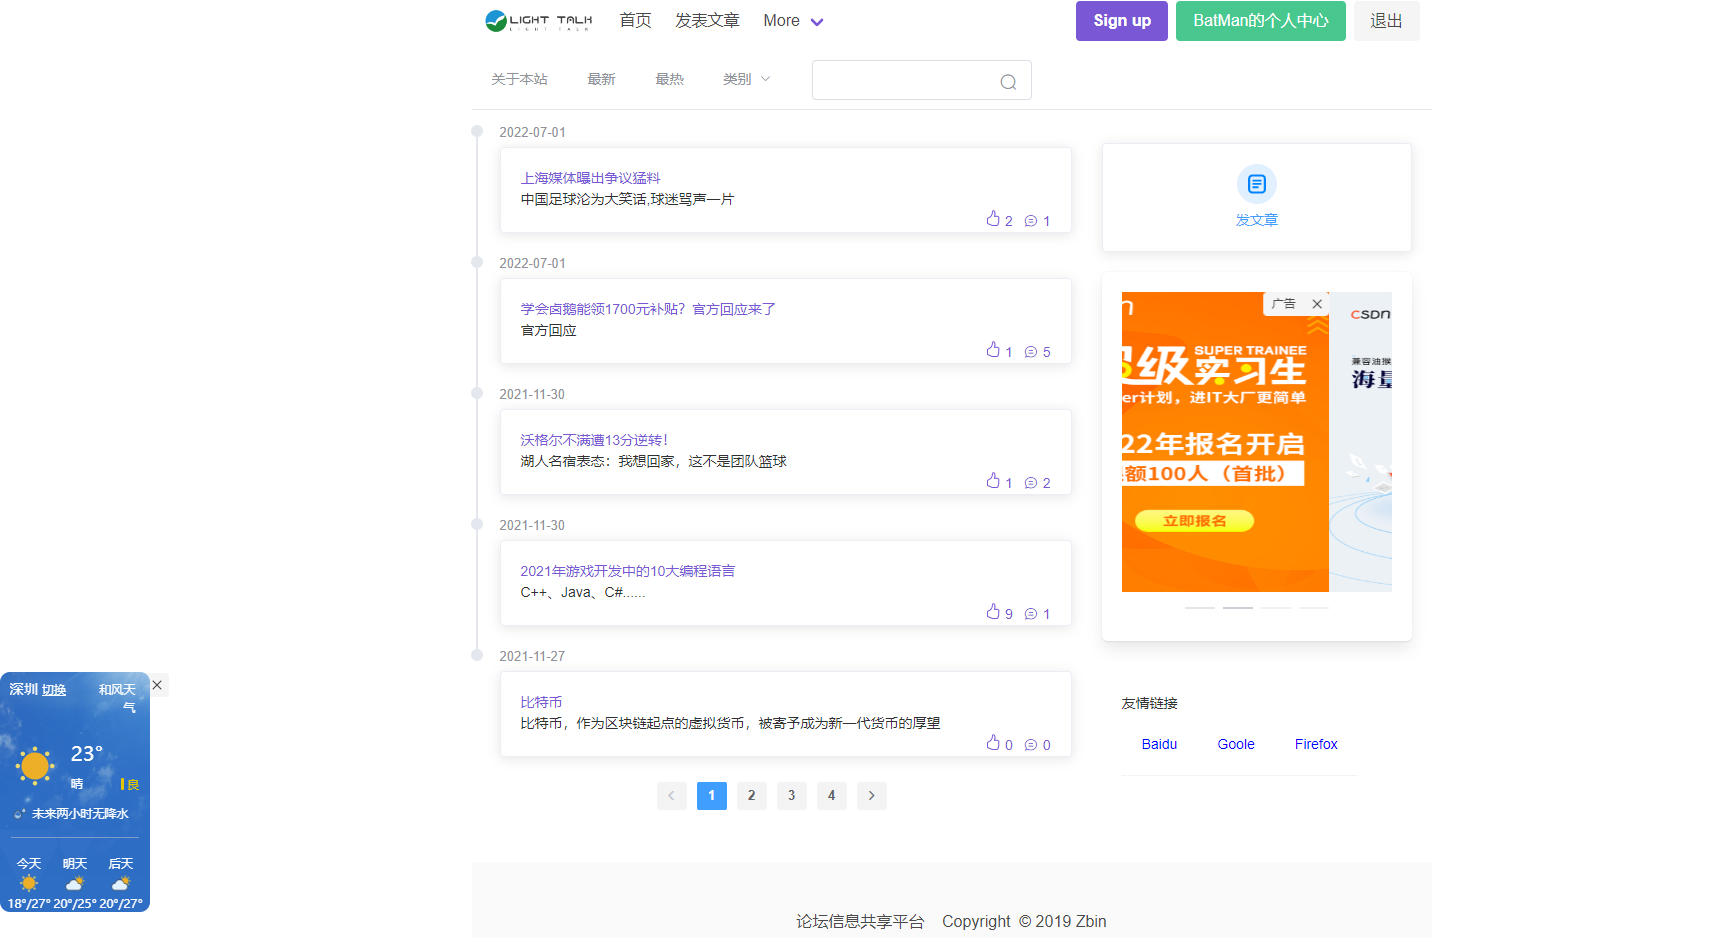 LIGHT TALK
LIGHT TALK
首页 发表文章 More
Sign up BatMan的个人中心 退出
关于本站 最新 最热 类别
2022-07-01
上海媒体曝出争议猛料
中国足球沦为大笑话,球迷骂声一片
2 1
2022-07-01
学会卤鹅能领1700元补贴？官方回应来了
官方回应
1 5
2021-11-30
沃格尔不满遭13分逆转！
湖人名宿表态：我想回家，这不是团队篮球
1 2
2021-11-30
2021年游戏开发中的10大编程语言
C++、Java、C#......
9 1
2021-11-27
比特币
比特币，作为区块链起点的虚拟货币，被寄予成为新一代货币的厚望
0 0
1 2 3 4
发文章
广告
CSDN
SUPER TRAINEE
级实习生
er计划，进IT大厂更简单
兼容油猴
海量
22年报名开启
额100人（首批）
立即报名
友情链接
Baidu Goole Firefox
深圳 切换 和风天
气
23°
晴 良
未来两小时无降水
今天 明天 后天
18°/27° 20°/25° 20°/27°
论坛信息共享平台 Copyright © 2019 Zbin